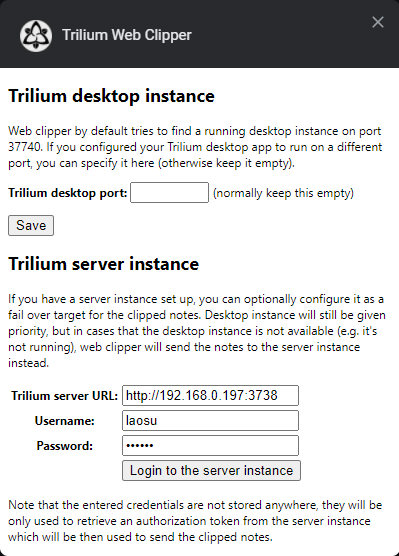 Trilium Web Clipper
Trilium desktop instance
Web clipper by default tries to find a running desktop instance on port
37740. If you configured your Trilium desktop app to run on a different
port, you can specify it here (otherwise keep it empty).
Trilium desktop port: (normally keep this empty)
Save
Trilium server instance
If you have a server instance set up, you can optionally configure it as a
fail over target for the clipped notes. Desktop instance will still be given
priority, but in cases that the desktop instance is not available (e.g. it's
not running), web clipper will send the notes to the server instance
instead.
Trilium server URL: http://192.168.0.197:3738
Username: laosu
Password: ••••••
Login to the server instance
Note that the entered credentials are not stored anywhere, they will be
only used to retrieve an authorization token from the server instance
which will be then used to send the clipped notes.